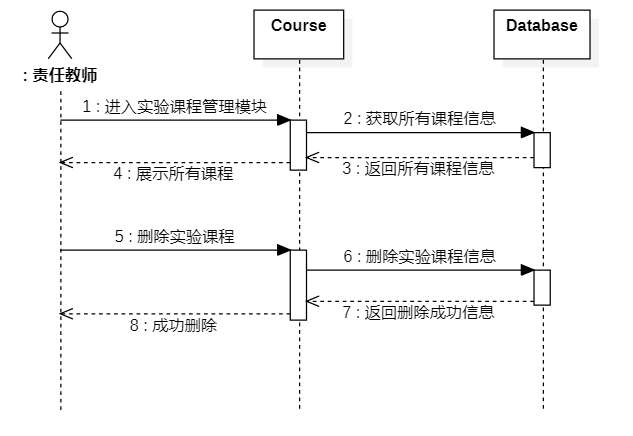 Course
Database
: 责任教师
1 : 进入实验课程管理模块
2 : 获取所有课程信息
3 : 返回所有课程信息
4 : 展示所有课程
5 : 删除实验课程
6 : 删除实验课程信息
7 : 返回删除成功信息
8 : 成功删除